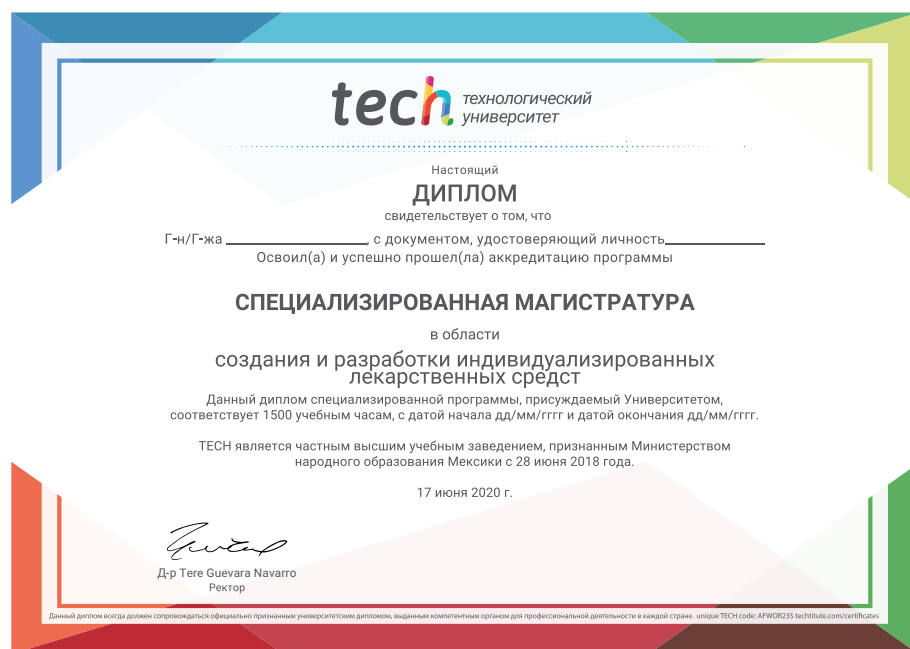 tech технологический
университет
Настоящий
ДИПЛОМ
свидетельствует о том, что
Г-н/Г-жа ____________, с документом, удостоверяющий личность____________
Освоил(а) и успешно прошел(ла) аккредитацию программы
СПЕЦИАЛИЗИРОВАННАЯ МАГИСТРАТУРА
в области
создания и разработки индивидуализированных
лекарственных средст
Данный диплом специализированной программы, присуждаемый Университетом,
соответствует 1500 учебным часам, с датой начала дд/мм/гггг и датой окончания дд/мм/гггг.
TECH является частным высшим учебным заведением, признанным Министерством
народного образования Мексики с 28 июня 2018 года.
17 июня 2020 г.
Д-р Tere Guevara Navarro
Ректор
Данный диплом всегда должен сопровождаться официально признанным университетским дипломом, выданным компетентным органом для профессиональной деятельности в каждой стране. unique TECH code: AFWOR23S techtitute.com/certificates